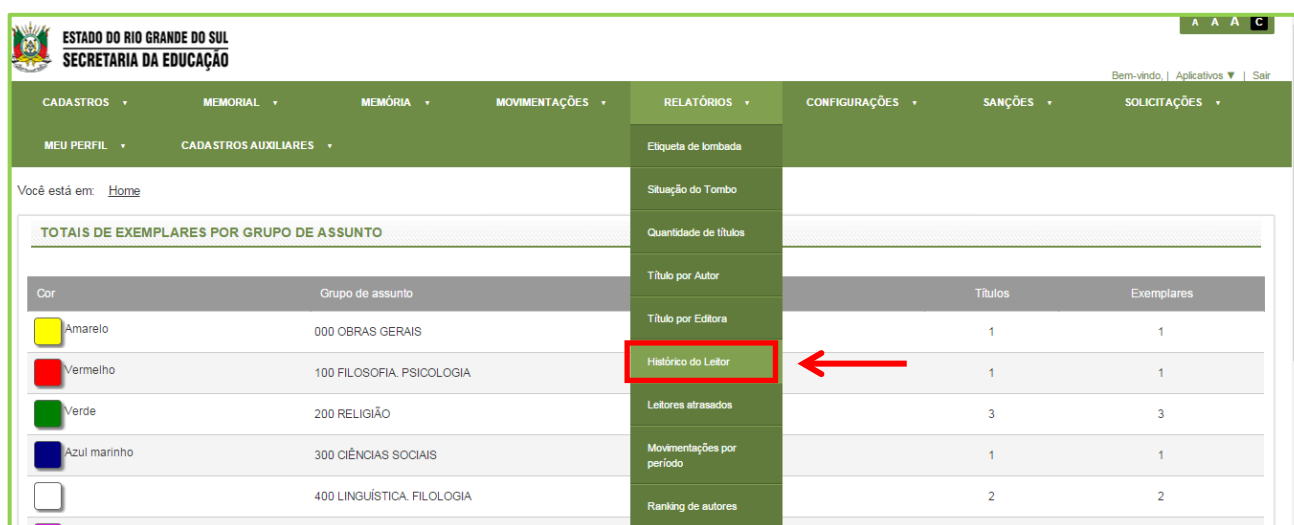 A A A C
ESTADO DO RIO GRANDE DO SUL
SECRETARIA DA EDUCAÇÃO
Bem-vindo, | Aplicativos ▼ | Sair
CADASTROS ▾ MEMORIAL ▾ MEMÓRIA ▾ MOVIMENTAÇÕES ▾ RELATÓRIOS ▾ CONFIGURAÇÕES ▾ SANÇÕES ▾ SOLICITAÇÕES ▾
MEU PERFIL ▾ CADASTROS AUXILIARES ▾
Etiqueta de lombada
Situação do Tombo
Quantidade de títulos
Título por Autor
Título por Editora
Histórico do Leitor
Leitores atrasados
Movimentações por
período
Ranking de autores
Você está em: Home
TOTAIS DE EXEMPLARES POR GRUPO DE ASSUNTO
Cor Grupo de assunto Títulos Exemplares
Amarelo 000 OBRAS GERAIS 1 1
Vermelho 100 FILOSOFIA. PSICOLOGIA 1 1
Verde 200 RELIGIÃO 3 3
Azul marinho 300 CIÊNCIAS SOCIAIS 1 1
400 LINGUÍSTICA. FILOLOGIA 2 2